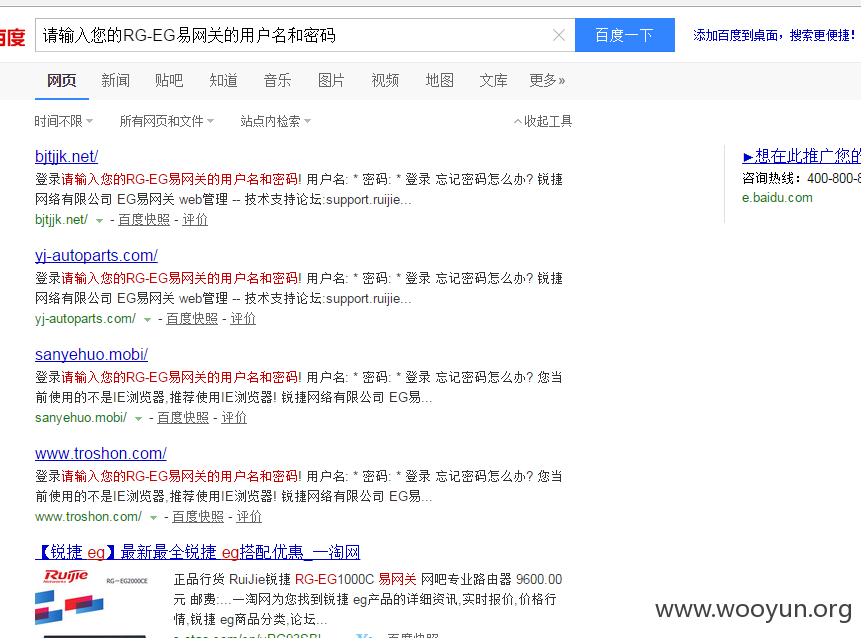 百度
请输入您的RG-EG易网关的用户名和密码
百度一下
添加百度到桌面，搜索更便捷！
网页 新闻 贴吧 知道 音乐 图片 视频 地图 文库 更多»
时间不限 所有网页和文件 站点内检索 收起工具
bjtjjk.net/
登录请输入您的RG-EG易网关的用户名和密码! 用户名: * 密码: * 登录 忘记密码怎么办? 锐捷
网络有限公司 EG易网关 web管理 -- 技术支持论坛:support.ruijie...
bjtjjk.net/ - 百度快照 - 评价
yj-autoparts.com/
登录请输入您的RG-EG易网关的用户名和密码! 用户名: * 密码: * 登录 忘记密码怎么办? 锐捷
网络有限公司 EG易网关 web管理 -- 技术支持论坛:support.ruijie...
yj-autoparts.com/ - 百度快照 - 评价
sanyehuo.mobi/
登录请输入您的RG-EG易网关的用户名和密码! 用户名: * 密码: * 登录 忘记密码怎么办? 您当
前使用的不是IE浏览器,推荐使用IE浏览器! 锐捷网络有限公司 EG易...
sanyehuo.mobi/ - 百度快照 - 评价
www.troshon.com/
登录请输入您的RG-EG易网关的用户名和密码! 用户名: * 密码: * 登录 忘记密码怎么办? 您当
前使用的不是IE浏览器,推荐使用IE浏览器! 锐捷网络有限公司 EG易...
www.troshon.com/ - 百度快照 - 评价
【锐捷 eg】最新最全锐捷 eg搭配优惠_一淘网
Ruijie
Networks
RG-EG2000CE
正品行货 RuiJie锐捷 RG-EG1000C 易网关 网吧专业路由器 9600.00
元 邮费:...一淘网为您找到锐捷 eg产品的详细资讯,实时报价,价格行
情,锐捷 eg商品分类,论坛...
百度快照
►想在此推广您的
咨询热线：400-800-8
e.baidu.com
www.wooyun.org